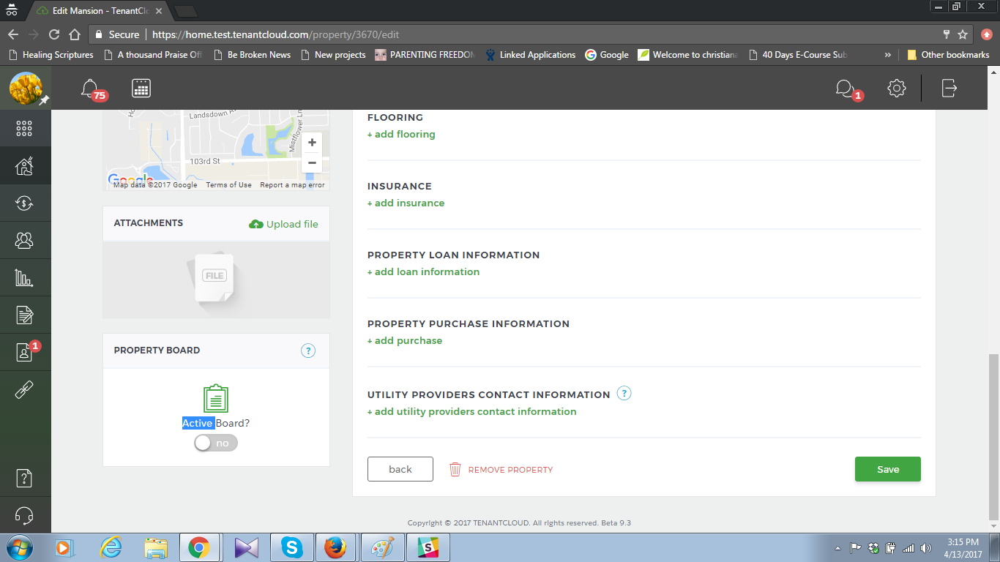 Edit Mansion - TenantClo
Secure https://home.test.tenantcloud.com/property/3670/edit
Healing Scriptures A thousand Praise Off Be Broken News New projects PARENTING FREEDOM Linked Applications Google Welcome to christian 40 Days E-Course Sub » Other bookmarks
75
1
Landsdown
Mistflower Ln
103rd St
+
−
Google
Map data ©2017 Google Terms of Use Report a map error
ATTACHMENTS Upload file
FILE
PROPERTY BOARD ?
Active Board?
no
1
?
FLOORING
+ add flooring
INSURANCE
+ add insurance
PROPERTY LOAN INFORMATION
+ add loan information
PROPERTY PURCHASE INFORMATION
+ add purchase
UTILITY PROVIDERS CONTACT INFORMATION ?
+ add utility providers contact information
back REMOVE PROPERTY Save
Copyright © 2017 TENANTCLOUD. All rights reserved. Beta 9.3
3:15 PM
4/13/2017